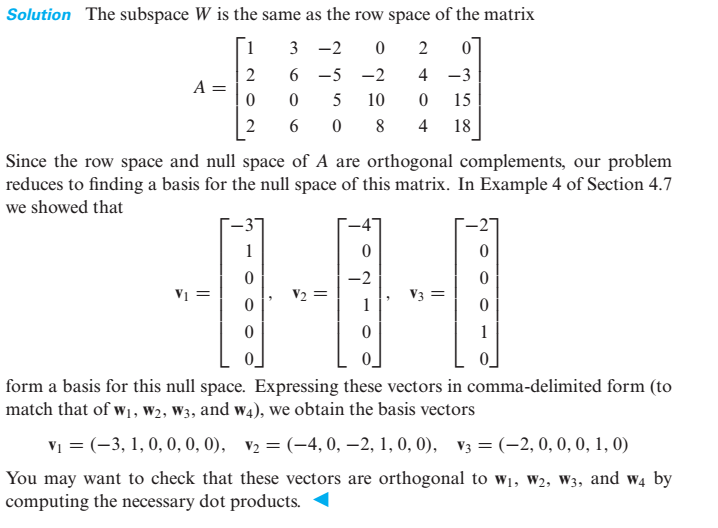 Solution The subspace W is the same as the row space of the matrix
A =
1 3 −2 0 2 0
2 6 −5 −2 4 −3
0 0 5 10 0 15
2 6 0 8 4 18
Since the row space and null space of A are orthogonal complements, our problem
reduces to finding a basis for the null space of this matrix. In Example 4 of Section 4.7
we showed that
v₁ = [−3 1 0 0 0 0], v₂ = [−4 0 −2 1 0 0], v₃ = [−2 0 0 0 1 0]
form a basis for this null space. Expressing these vectors in comma-delimited form (to
match that of w₁, w₂, w₃, and w₄), we obtain the basis vectors
v₁ = (−3, 1, 0, 0, 0, 0), v₂ = (−4, 0, −2, 1, 0, 0), v₃ = (−2, 0, 0, 0, 1, 0)
You may want to check that these vectors are orthogonal to w₁, w₂, w₃, and w₄ by
computing the necessary dot products.